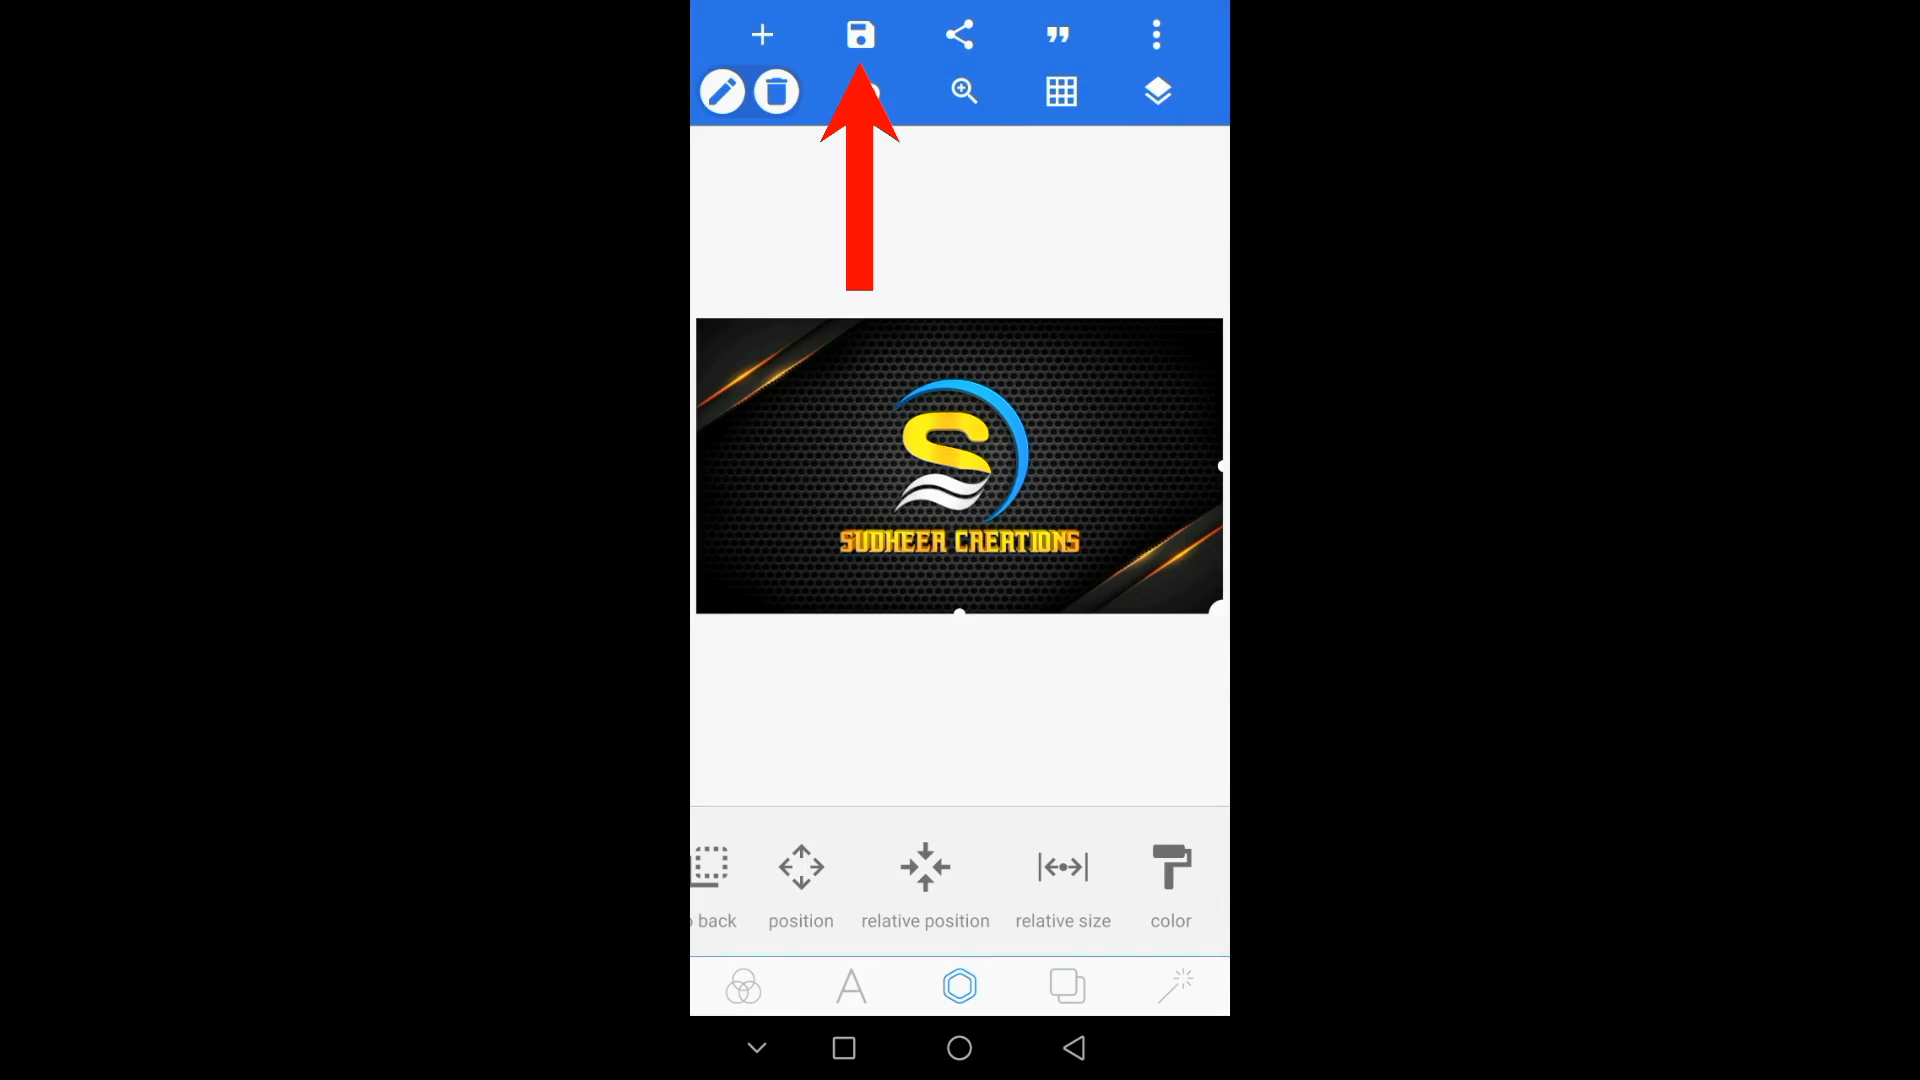 S
SUDHEER CREATIONS
o back
position
relative position
relative size
color